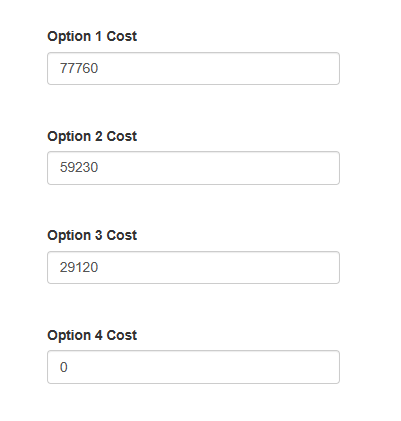 Option 1 Cost
77760
Option 2 Cost
59230
Option 3 Cost
29120
Option 4 Cost
0